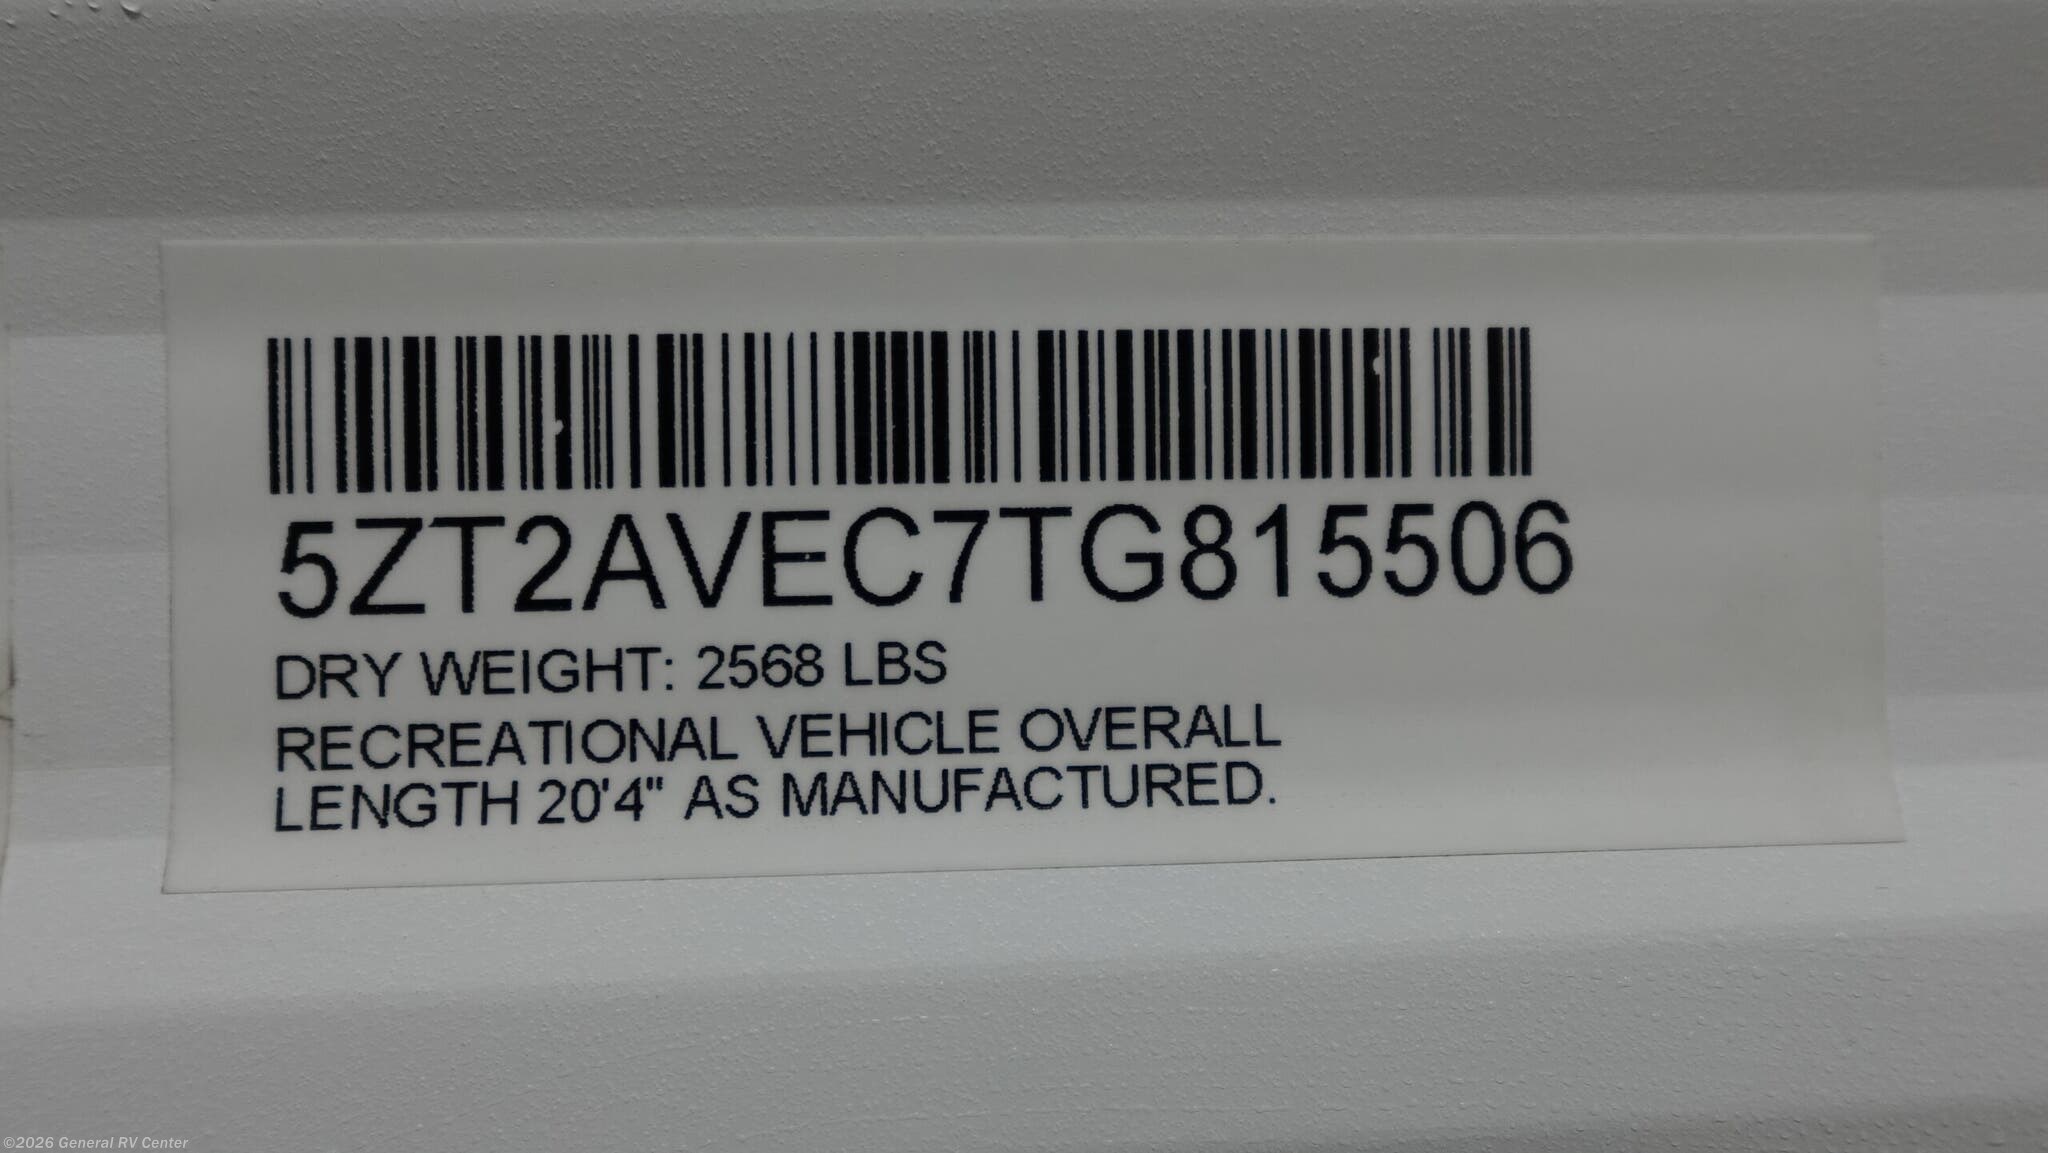 5ZT2AVEC7TG815506
DRY WEIGHT: 2568 LBS
RECREATIONAL VEHICLE OVERALL
LENGTH 20'4" AS MANUFACTURED.
©2026 General RV Center